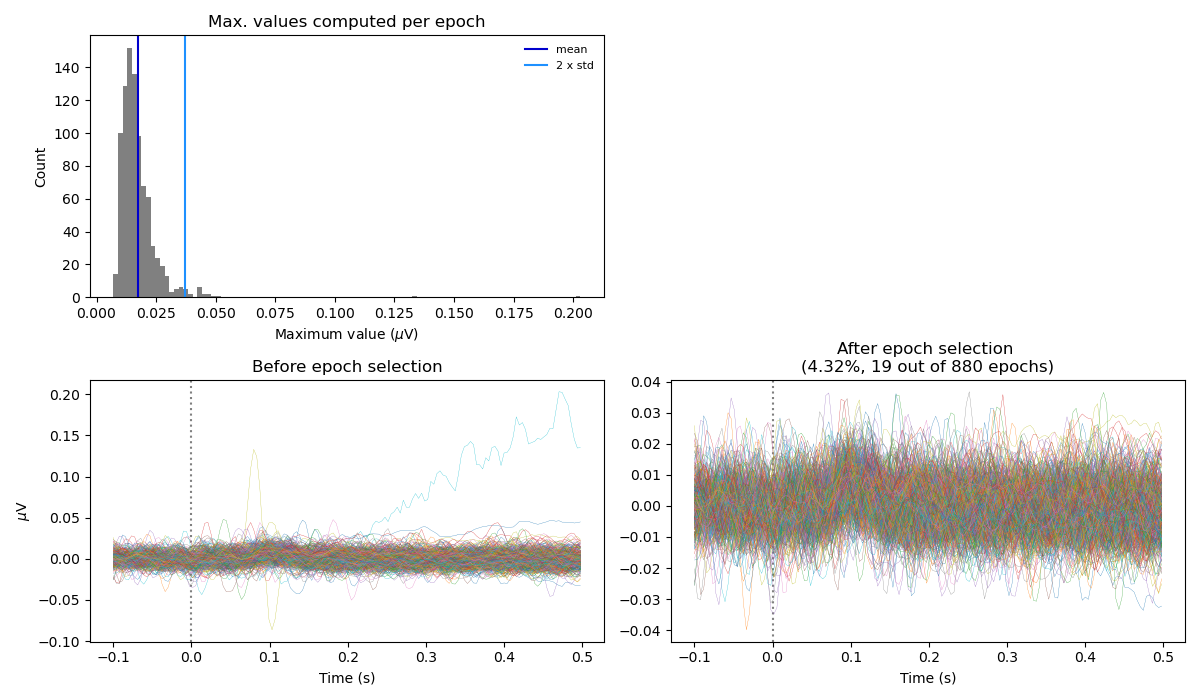 Max. values computed per epoch
mean
2 x std
Count
140
120
100
80
60
40
20
0
0.000 0.025 0.050 0.075 0.100 0.125 0.150 0.175 0.200
Maximum value (μV)
Before epoch selection
μV
0.20
0.15
0.10
0.05
0.00
−0.05
−0.10
−0.1 0.0 0.1 0.2 0.3 0.4 0.5
Time (s)
After epoch selection
(4.32%, 19 out of 880 epochs)
0.04
0.03
0.02
0.01
0.00
−0.01
−0.02
−0.03
−0.04
−0.1 0.0 0.1 0.2 0.3 0.4 0.5
Time (s)